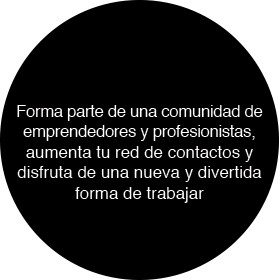 Forma parte de una comunidad de
emprendedores y profesionistas,
aumenta tu red de contactos y
disfruta de una nueva y divertida
forma de trabajar